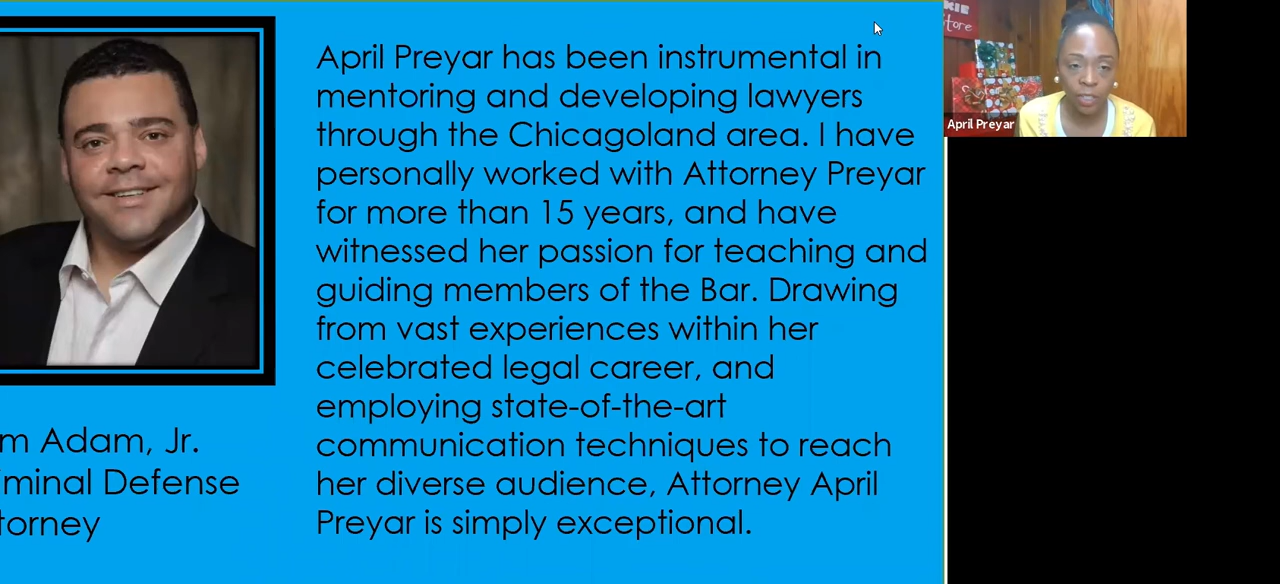 April Preyar has been instrumental in
mentoring and developing lawyers
through the Chicagoland area. I have
personally worked with Attorney Preyar
for more than 15 years, and have
witnessed her passion for teaching and
guiding members of the Bar. Drawing
from vast experiences within her
celebrated legal career, and
employing state-of-the-art
communication techniques to reach
her diverse audience, Attorney April
Preyar is simply exceptional.
m Adam, Jr.
minal Defense
torney
KIE
tore
April Preyar